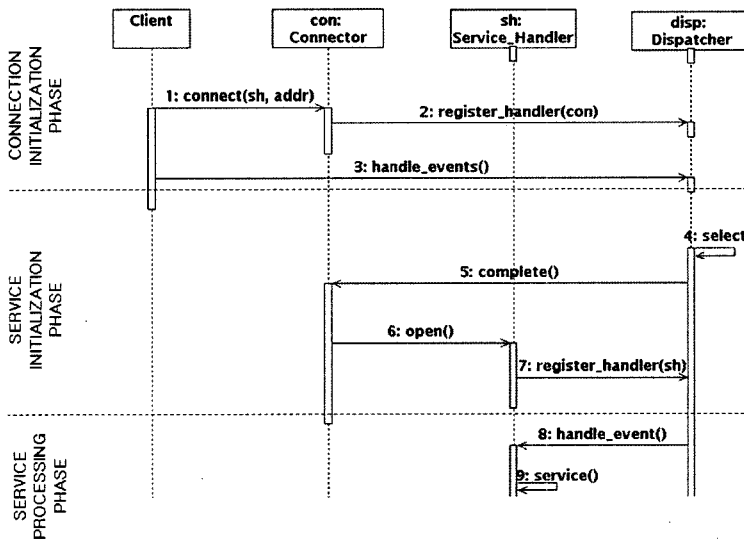 Client
con:
Connector
sh:
Service_Handler
disp:
Dispatcher
CONNECTION
INITIALIZATION
PHASE
1: connect(sh, addr)
2: register_handler(con)
3: handle_events()
SERVICE
INITIALIZATION
PHASE
4: select
5: complete()
6: open()
7: register_handler(sh)
SERVICE
PROCESSING
PHASE
8: handle_event()
9: service()